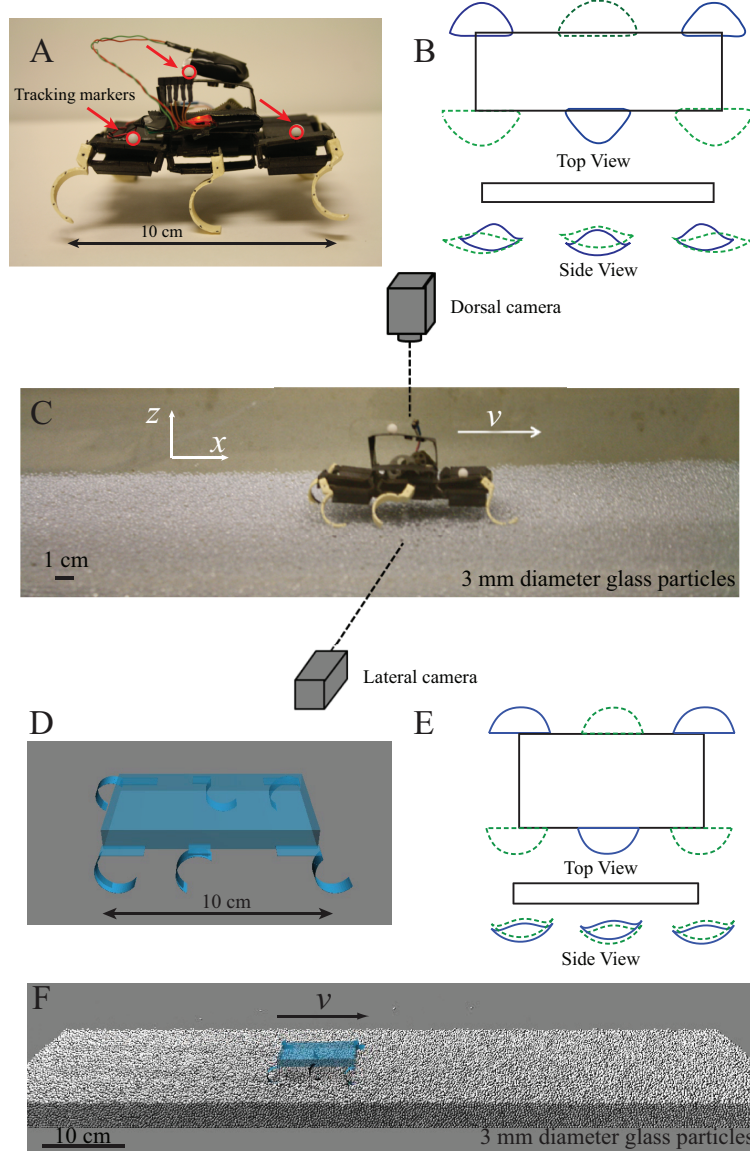 A
Tracking markers
10 cm
B
Top View
Side View
Dorsal camera
C
z
x
v
1 cm
3 mm diameter glass particles
Lateral camera
D
10 cm
E
Top View
Side View
F
v
10 cm
3 mm diameter glass particles